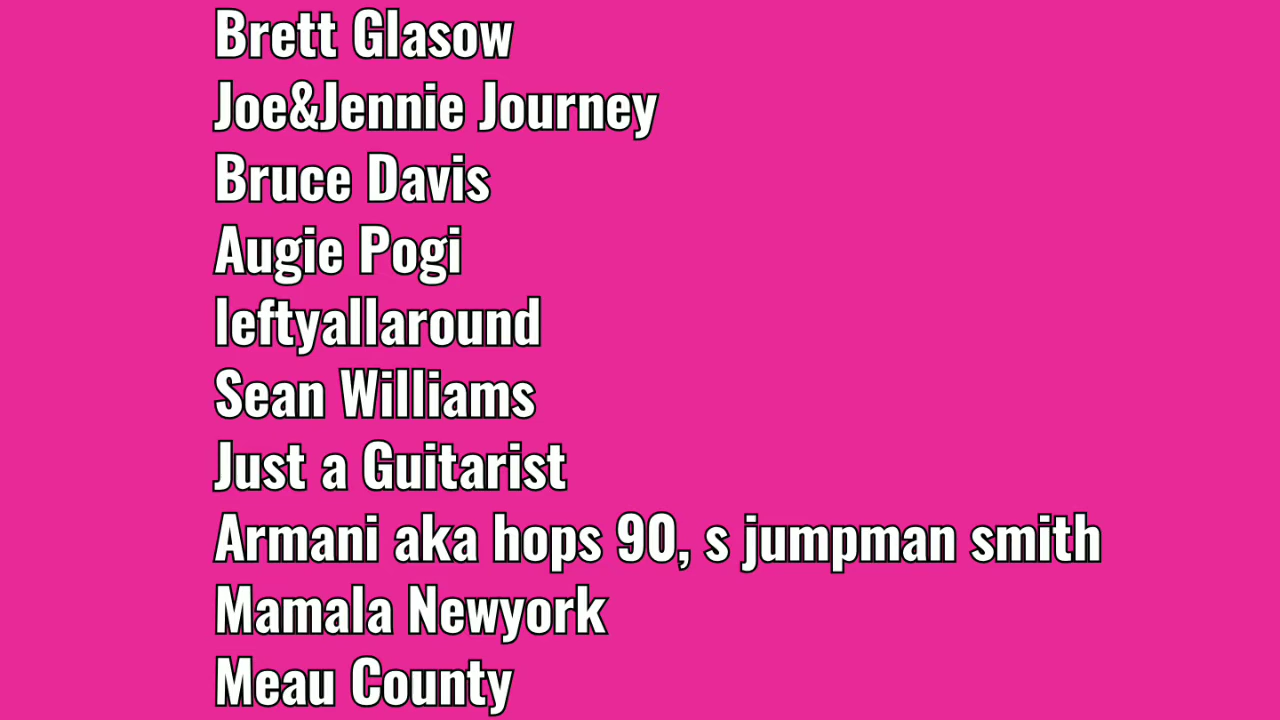 Brett Glasow
Joe&Jennie Journey
Bruce Davis
Augie Pogi
leftyallaround
Sean Williams
Just a Guitarist
Armani aka hops 90, s jumpman smith
Mamala Newyork
Meau County